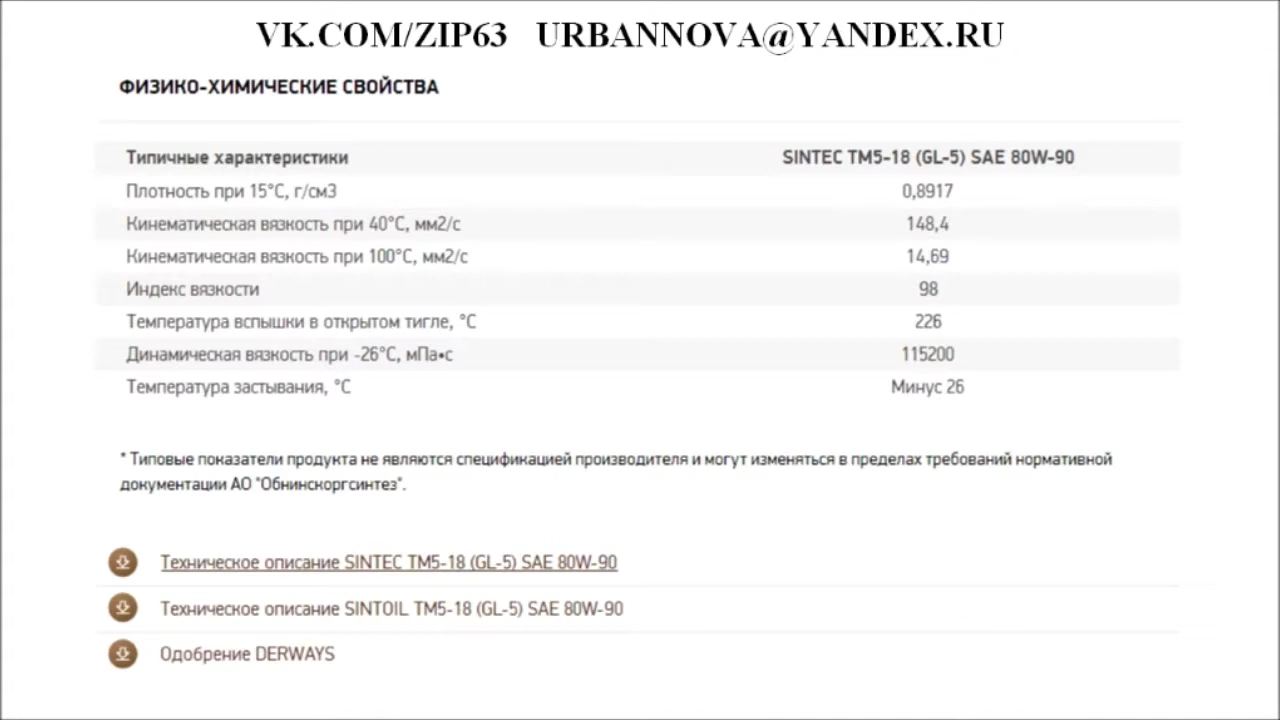 VK.COM/ZIP63 URBANNOVA@YANDEX.RU
ФИЗИКО-ХИМИЧЕСКИЕ СВОЙСТВА
Типичные характеристики SINTEC ТМ5-18 (GL-5) SAE 80W-90
Плотность при 15°С, г/см3 0,8917
Кинематическая вязкость при 40°С, мм2/с 148,4
Кинематическая вязкость при 100°С, мм2/с 14,69
Индекс вязкости 98
Температура вспышки в открытом тигле, °С 226
Динамическая вязкость при -26°С, мПа•с 115200
Температура застывания, °С Минус 26
* Типовые показатели продукта не являются спецификацией производителя и могут изменяться в пределах требований нормативной
документации АО "Обнинскоргсинтез".
Техническое описание SINTEC ТМ5-18 (GL-5) SAE 80W-90
Техническое описание SINTOIL ТМ5-18 (GL-5) SAE 80W-90
Одобрение DERWAYS